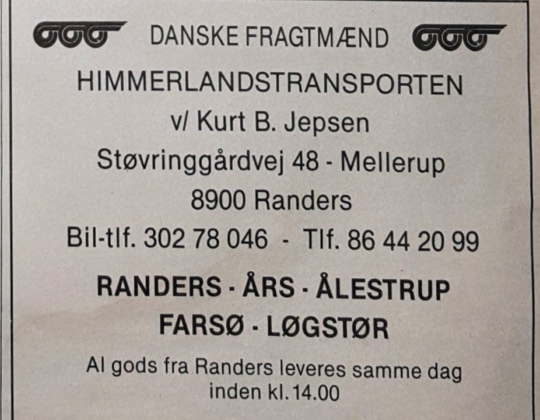 DANSKE FRAGTMÆND
HIMMERLANDSTRANSPORTEN
v/ Kurt B. Jepsen
Støvringgårdvej 48 - Mellerup
8900 Randers
Bil-tlf. 302 78 046 - Tlf. 86 44 20 99
RANDERS · ÅRS · ÅLESTRUP
FARSØ · LØGSTØR
Al gods fra Randers leveres samme dag
inden kl. 14.00